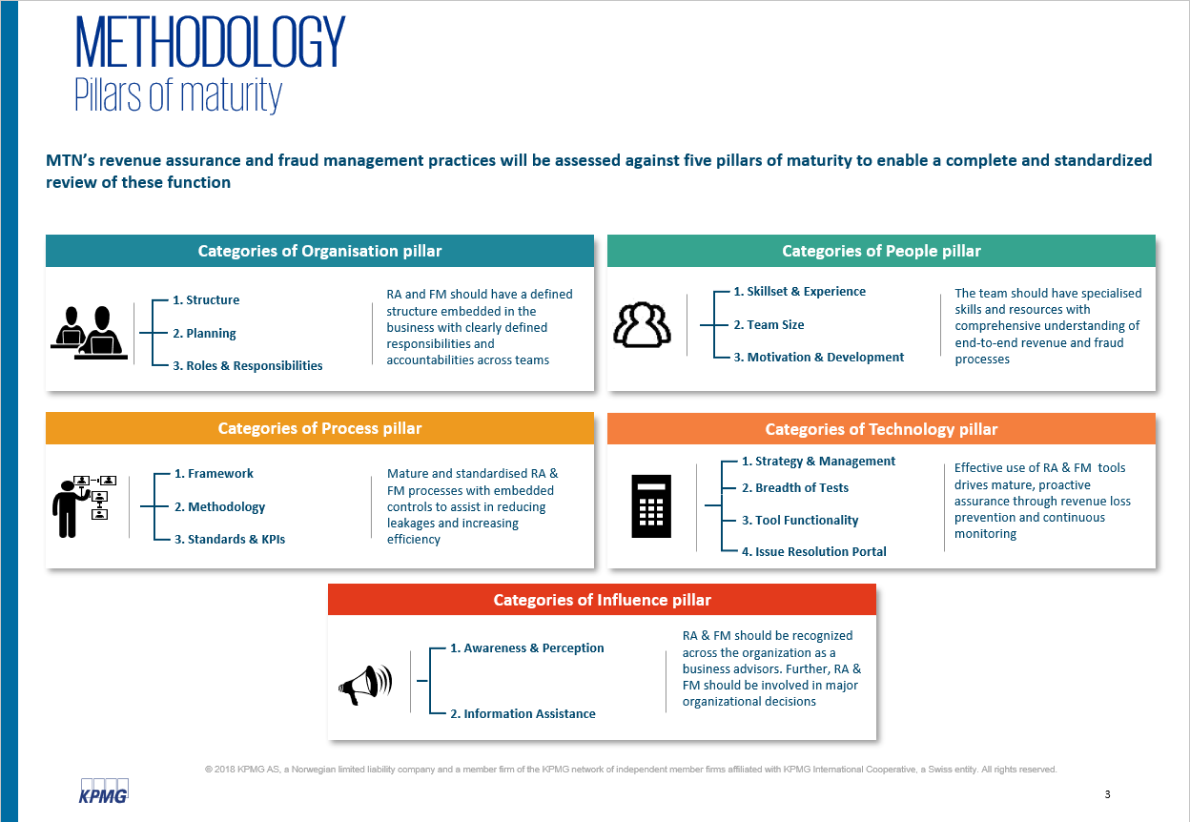 METHODOLOGY
Pillars of maturity
MTN's revenue assurance and fraud management practices will be assessed against five pillars of maturity to enable a complete and standardized
review of these function
Categories of Organisation pillar
1. Structure
2. Planning
3. Roles & Responsibilities
RA and FM should have a defined
structure embedded in the
business with clearly defined
responsibilities and
accountabilities across teams
Categories of People pillar
1. Skillset & Experience
2. Team Size
3. Motivation & Development
The team should have specialised
skills and resources with
comprehensive understanding of
end-to-end revenue and fraud
processes
Categories of Process pillar
1. Framework
2. Methodology
3. Standards & KPIs
Mature and standardised RA &
FM processes with embedded
controls to assist in reducing
leakages and increasing
efficiency
Categories of Technology pillar
1. Strategy & Management
2. Breadth of Tests
3. Tool Functionality
4. Issue Resolution Portal
Effective use of RA & FM tools
drives mature, proactive
assurance through revenue loss
prevention and continuous
monitoring
Categories of Influence pillar
1. Awareness & Perception
2. Information Assistance
RA & FM should be recognized
across the organization as a
business advisors. Further, RA &
FM should be involved in major
organizational decisions
© 2018 KPMG AS, a Norwegian limited liability company and a member firm of the KPMG network of independent member firms affiliated with KPMG International Cooperative, a Swiss entity. All rights reserved.
KPMG
3